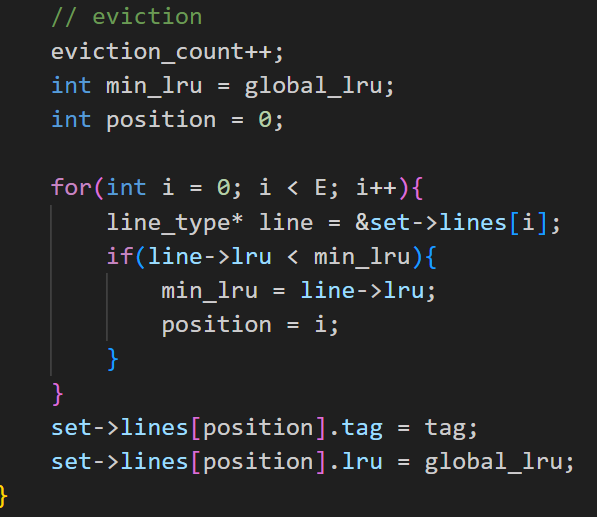 // eviction
eviction_count++;
int min_lru = global_lru;
int position = 0;

for(int i = 0; i < E; i++){
    line_type* line = &set->lines[i];
    if(line->lru < min_lru){
        min_lru = line->lru;
        position = i;
    }
}
set->lines[position].tag = tag;
set->lines[position].lru = global_lru;
}